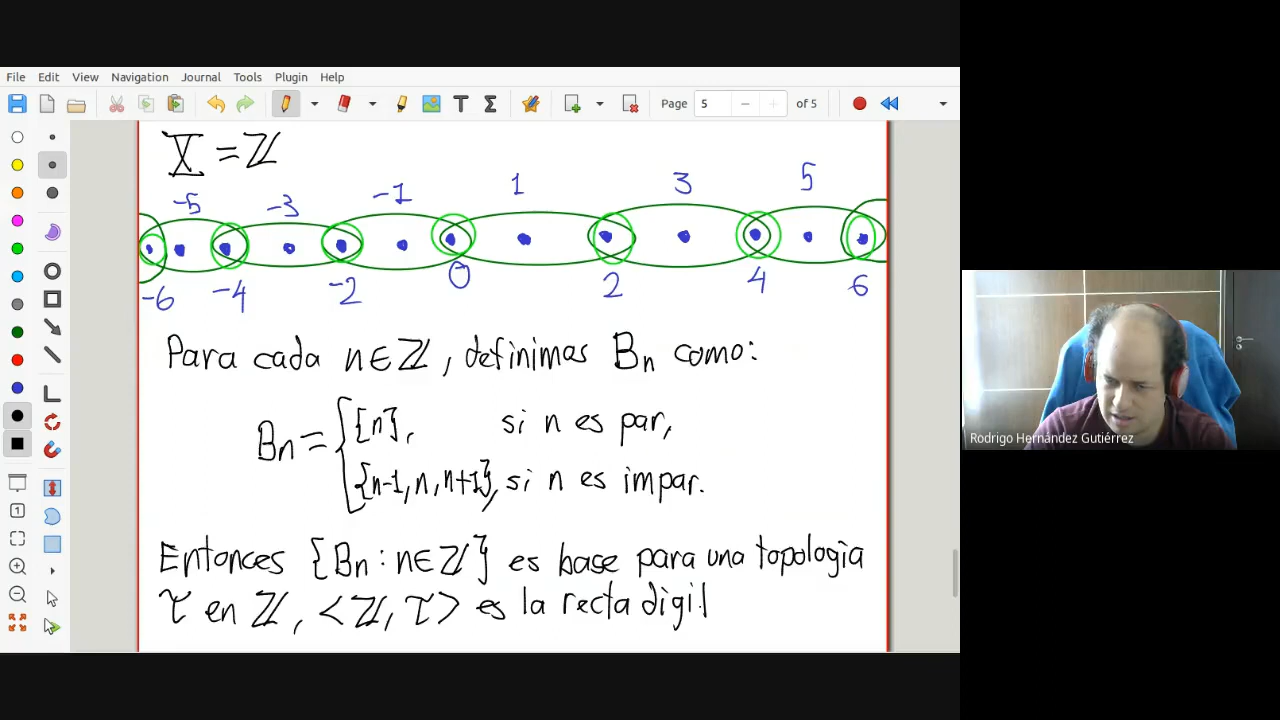 File Edit View Navigation Journal Tools Plugin Help
Page 5 of 5
X = ℤ
-5 -3 -1 1 3 5
-6 -4 -2 0 2 4 6
Para cada n∈ℤ, definimos Bn como:
Bn = { {n}, si n es par,
{n-1, n, n+1}, si n es impar.
Entonces {Bn : n∈ℤ} es base para una topología
τ en ℤ, <ℤ, τ> es la recta digil
Rodrigo Hernández Gutiérrez